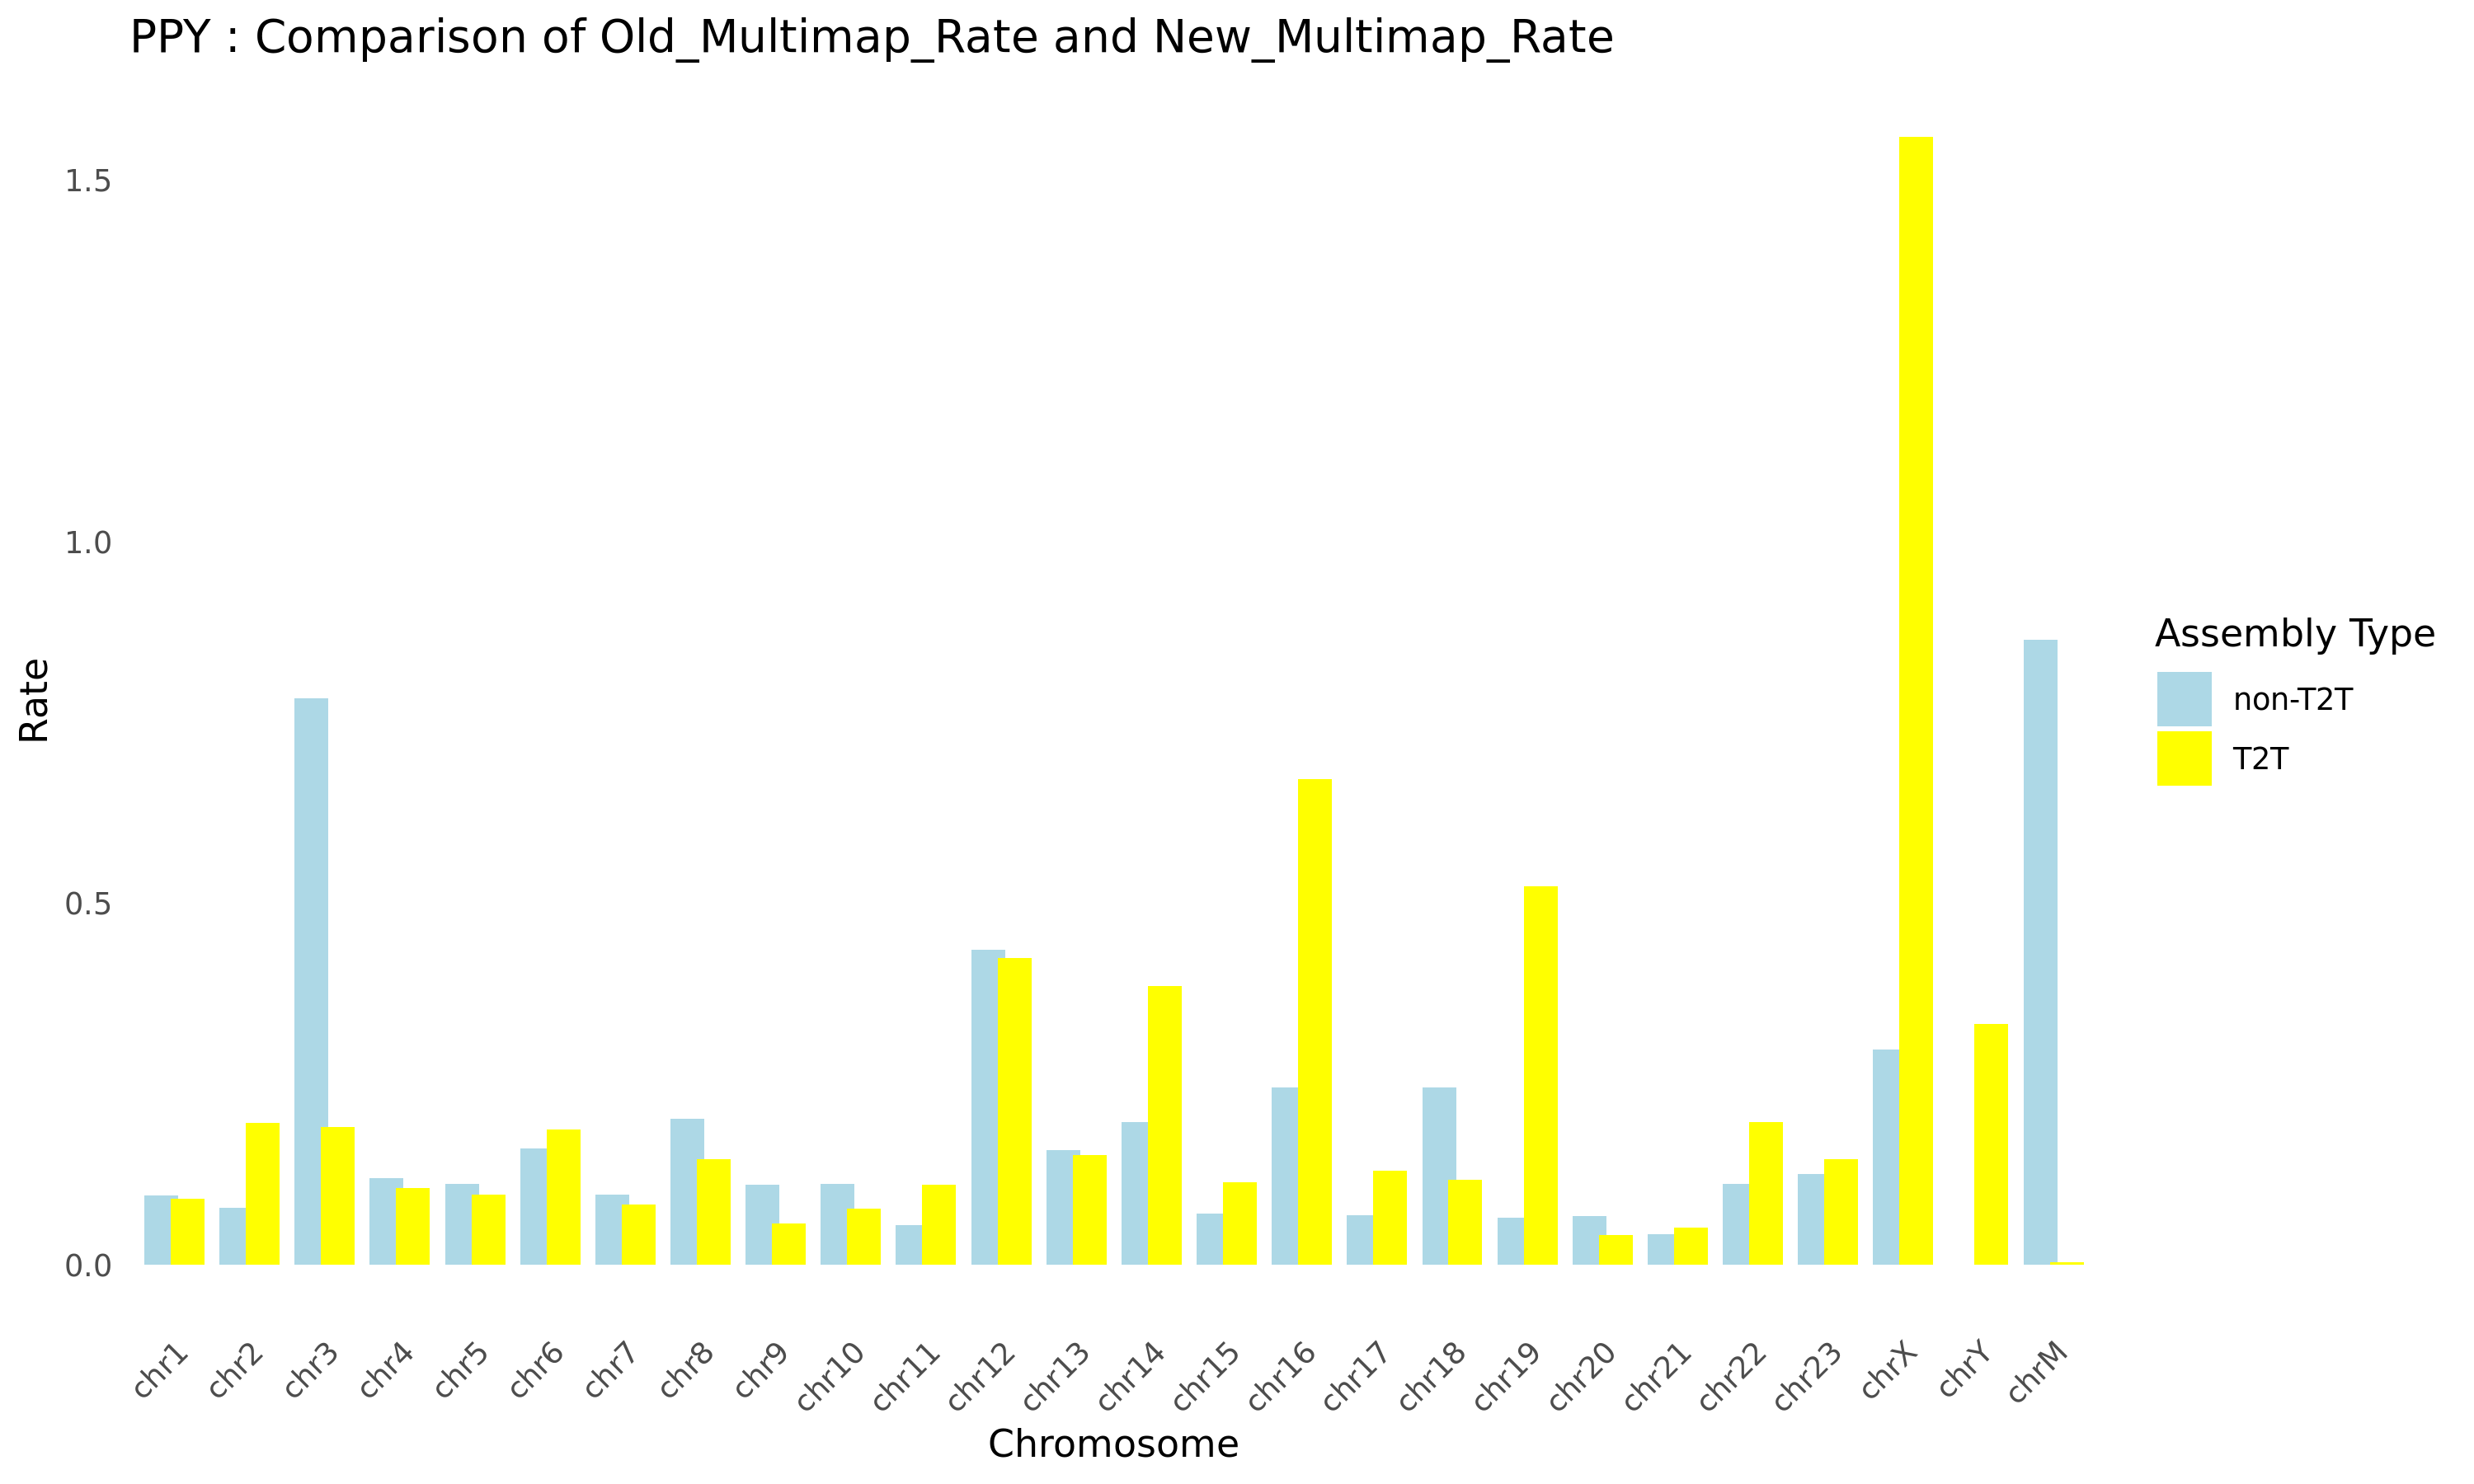 PPY : Comparison of Old_Multimap_Rate and New_Multimap_Rate
1.5
1.0
0.5
0.0
Rate
Assembly Type
non-T2T
T2T
chr1
chr2
chr3
chr4
chr5
chr6
chr7
chr8
chr9
chr10
chr11
chr12
chr13
chr14
chr15
chr16
chr17
chr18
chr19
chr20
chr21
chr22
chr23
chrX
chrY
chrM
Chromosome